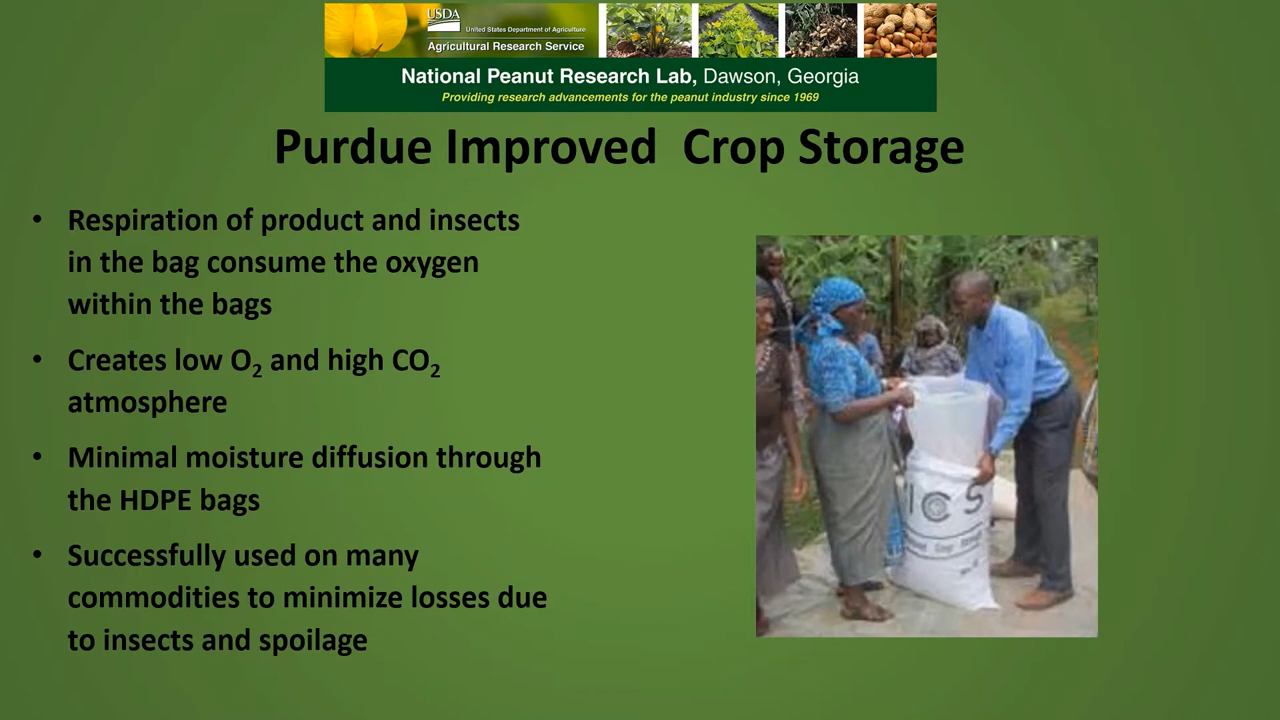 USDA
United States Department of Agriculture
Agricultural Research Service
National Peanut Research Lab, Dawson, Georgia
Providing research advancements for the peanut industry since 1969
Purdue Improved Crop Storage
• Respiration of product and insects
in the bag consume the oxygen
within the bags
• Creates low O₂ and high CO₂
atmosphere
• Minimal moisture diffusion through
the HDPE bags
• Successfully used on many
commodities to minimize losses due
to insects and spoilage
ICS